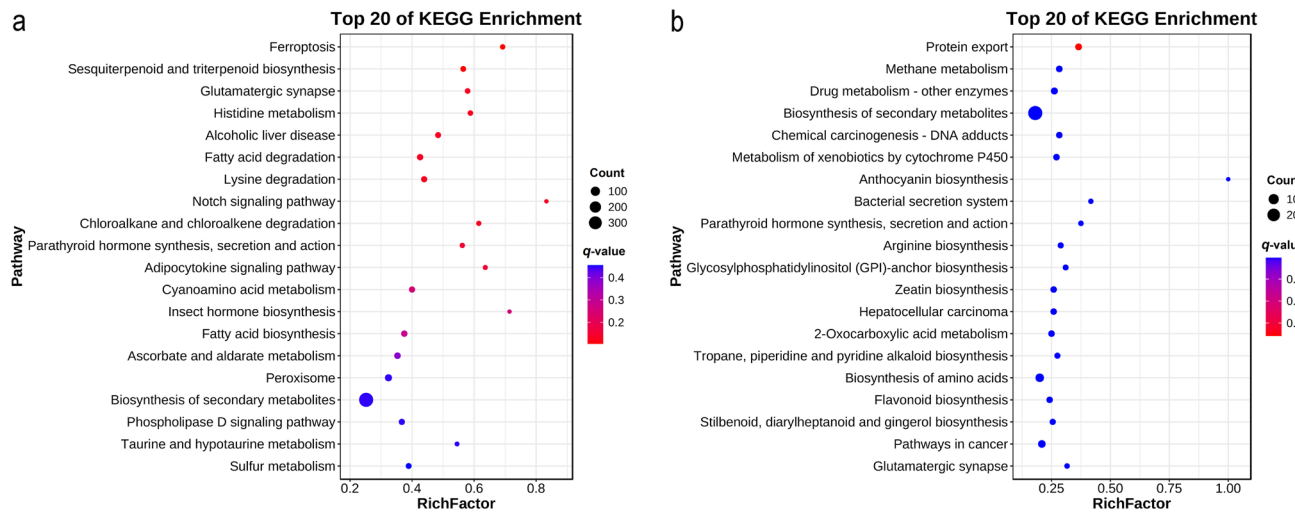 a
Top 20 of KEGG Enrichment
Pathway
Ferroptosis
Sesquiterpenoid and triterpenoid biosynthesis
Glutamatergic synapse
Histidine metabolism
Alcoholic liver disease
Fatty acid degradation
Lysine degradation
Notch signaling pathway
Chloroalkane and chloroalkene degradation
Parathyroid hormone synthesis, secretion and action
Adipocytokine signaling pathway
Cyanoamino acid metabolism
Insect hormone biosynthesis
Fatty acid biosynthesis
Ascorbate and aldarate metabolism
Peroxisome
Biosynthesis of secondary metabolites
Phospholipase D signaling pathway
Taurine and hypotaurine metabolism
Sulfur metabolism
0.2 0.4 0.6 0.8
RichFactor
Count
100
200
300
q-value
0.4
0.3
0.2
b
Top 20 of KEGG Enrichment
Pathway
Protein export
Methane metabolism
Drug metabolism - other enzymes
Biosynthesis of secondary metabolites
Chemical carcinogenesis - DNA adducts
Metabolism of xenobiotics by cytochrome P450
Anthocyanin biosynthesis
Bacterial secretion system
Parathyroid hormone synthesis, secretion and action
Arginine biosynthesis
Glycosylphosphatidylinositol (GPI)-anchor biosynthesis
Zeatin biosynthesis
Hepatocellular carcinoma
2-Oxocarboxylic acid metabolism
Tropane, piperidine and pyridine alkaloid biosynthesis
Biosynthesis of amino acids
Flavonoid biosynthesis
Stilbenoid, diarylheptanoid and gingerol biosynthesis
Pathways in cancer
Glutamatergic synapse
0.25 0.50 0.75 1.00
RichFactor
q-value